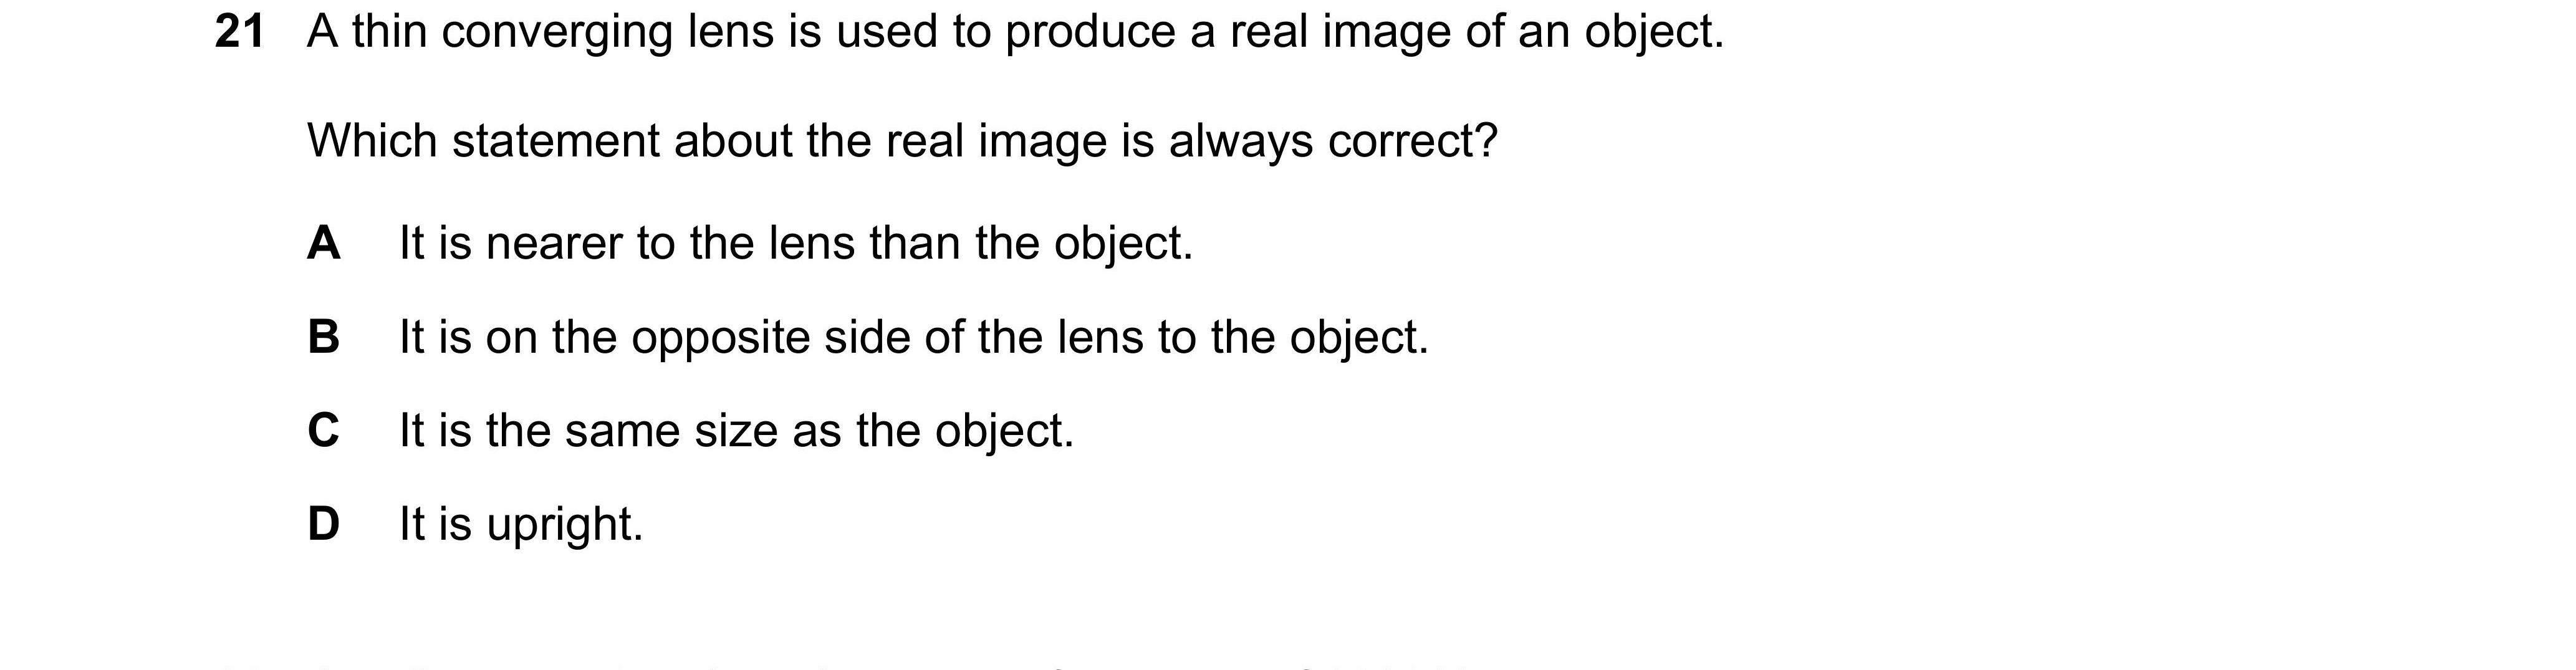 21 A thin converging lens is used to produce a real image of an object.
Which statement about the real image is always correct?
A It is nearer to the lens than the object.
B It is on the opposite side of the lens to the object.
C It is the same size as the object.
D It is upright.